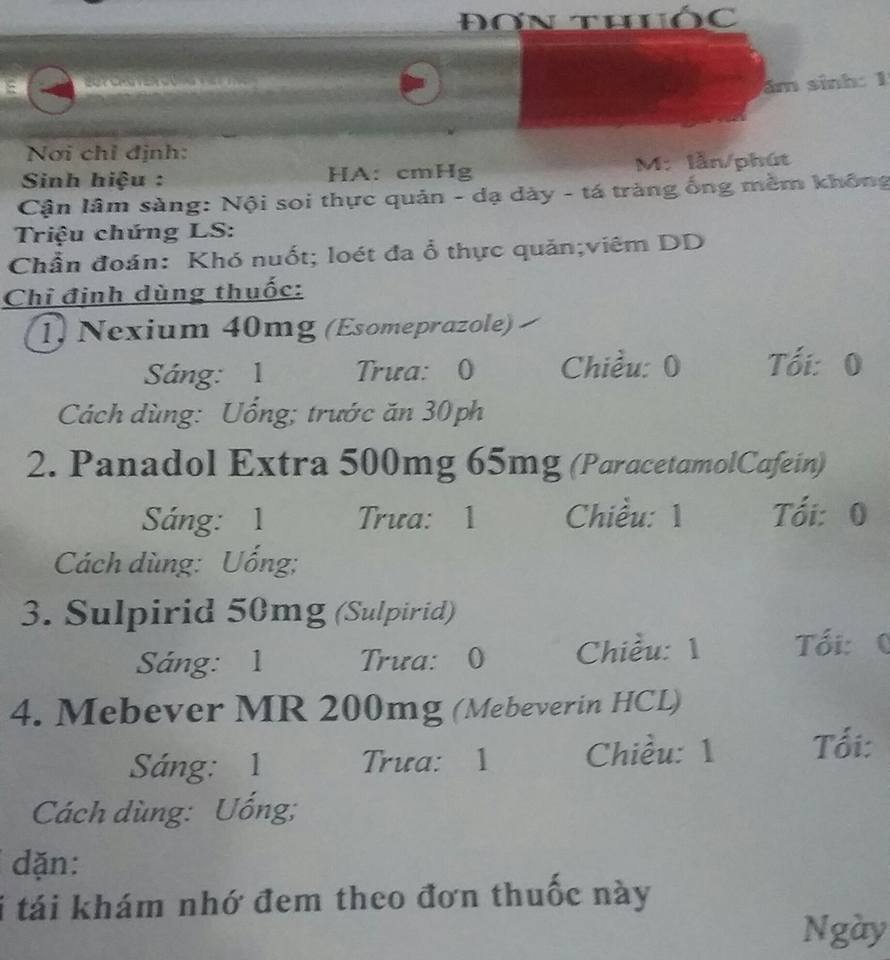 ĐƠN THUỐC
ăm sinh: 1
Nơi chỉ định:
Sinh hiệu : HA: cmHg M: lần/phút
Cận lâm sàng: Nội soi thực quản - dạ dày - tá tràng ống mềm không
Triệu chứng LS:
Chẩn đoán: Khó nuốt; loét đa ổ thực quản;viêm DD
Chỉ định dùng thuốc:
1. Nexium 40mg (Esomeprazole)
Sáng: 1 Trưa: 0 Chiều: 0 Tối: 0
Cách dùng: Uống; trước ăn 30ph
2. Panadol Extra 500mg 65mg (ParacetamolCafein)
Sáng: 1 Trưa: 1 Chiều: 1 Tối: 0
Cách dùng: Uống;
3. Sulpirid 50mg (Sulpirid)
Sáng: 1 Trưa: 0 Chiều: 1 Tối: 0
4. Mebever MR 200mg (Mebeverin HCL)
Sáng: 1 Trưa: 1 Chiều: 1 Tối:
Cách dùng: Uống;
dặn:
i tái khám nhớ đem theo đơn thuốc này
Ngày